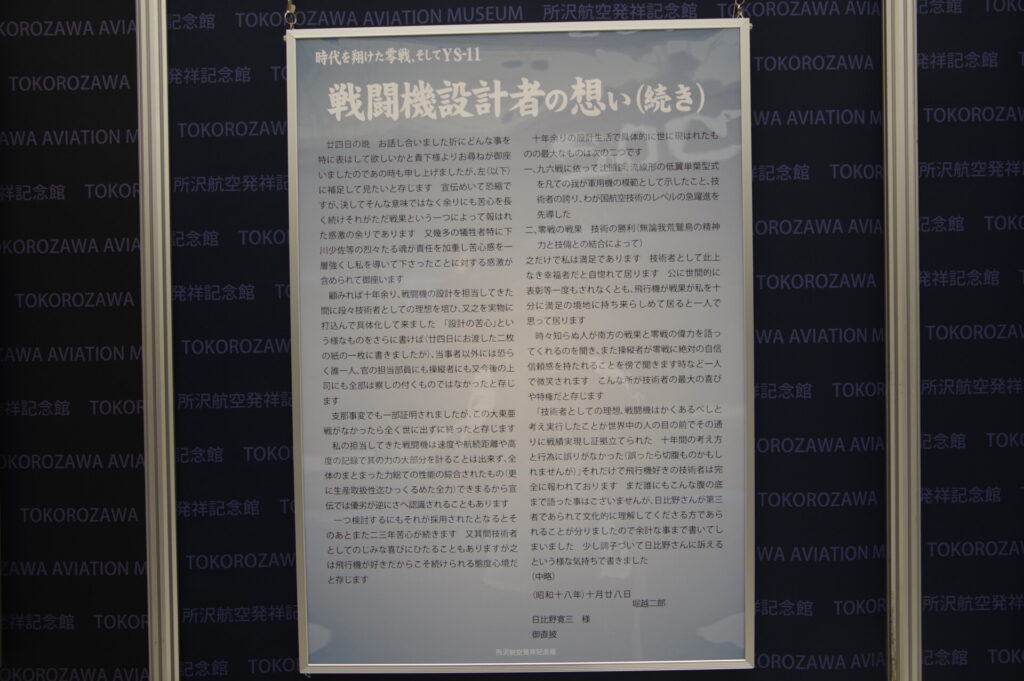 時代を翔けた零戦、そしてYS-11
戦闘機設計者の想い(続き)
廿四日の晩　お話し合いました折にどんな事を
特に表はして欲しいかと貴下様よりお尋ねが御座
いましたのであの時も申し上げましたが、左(以下)
に補足して見たいと存じます　宣伝めいて恐縮で
すが、決してそんな意味ではなく余りにも苦心を長
く続けそれがただ戦果という一つによって報はれ
た感激の余りであります　又幾多の犠牲者特に下
川少佐等の烈々たる魂が責任を加重し苦心感を一
層強くし私を導いて下さったことに対する感激が
含められて御座います
顧みれば十年余り、戦闘機の設計を担当してきた
間に段々技術者としての理想を培ひ、又之を実物に
打込んで具体化して来ました　「設計の苦心」とい
う様なものをさらに書けば(廿四日にお渡した二枚
の紙の一枚に書きましたが)、当事者以外には恐ら
く誰一人、官の担当部員にも操縦者にも又今後の上
司にも全部は察しの付くものではなかったと存じ
ます
支那事変でも一部証明されましたが、この大東亜
戦がなかったら全く世に出ずに終ったと存じます
私の担当してきた戦闘機は速度や航続距離や高
度の記録で其の力の大部分を計ることは出来ず、全
体のまとまった力総ての性能の綜合されたもの(更
に生産取扱性迄ひっくるめた全力)できまるから宣
伝では優劣が逆にさへ認識されることもあります
一つ検討するにもそれが採用されたとなるとそ
のあとまた二三年苦心が続きます　又其間技術者
としてのじみな喜びにひたることもありますが之
は飛行機が好きだからこそ続けられる態度心境だ
と存じます
十年余りの設計生活で具体的に世に現はれたも
のの最大なものは次の二つです
一、九六戦に依って沈頭鋲、流線形の低翼単葉型式
を凡ての我が軍用機の模範として示したこと、技
術者の誇り、わが国航空技術のレベルの急躍進を
先導した
二、零戦の戦果　技術の勝利(無論我荒鷲鳥の精神
力と技倆との結合によって)
之だけで私は満足であります　技術者として此上
なき幸福者だと自惚れて居ります　公に世間的に
表彰等一度もされなくとも、飛行機が戦果が私を十
分に満足の境地に持ち来らしめて居ると一人で
思って居ります
時々知らぬ人が南方の戦果と零戦の偉力を語っ
てくれるのを聞き、また操縦者が零戦に絶対の自信
信頼感を持たれることを傍で聞きます時など一人
で微笑されます　こんな所が技術者の最大の喜び
や特権だと存じます
「技術者としての理想、戦闘機はかくあるべしと
考え実行したことが世界中の人の目の前でその通
りに戦績実現し証拠立てられた　十年間の考え方
と行為に誤りがなかった(誤ったら切腹ものかもし
れませんが)」それだけで飛行機好きの技術者は完
全に報われております　まだ誰にもこんな腹の底
まで語った事はございませんが、日比野さんが第三
者であられて文化的に理解してくださる方であら
れることが分りましたので余計な事まで書いてし
まいました　少し調子づいて日比野さんに訴える
という様な気持ちで書きました
(中略)
(昭和十八年)十月廿八日
堀越二郎
日比野寛三　様
御直披
所沢航空発祥記念館
TOKOROZAWA AVIATION MUSEUM　所沢航空発祥記念館